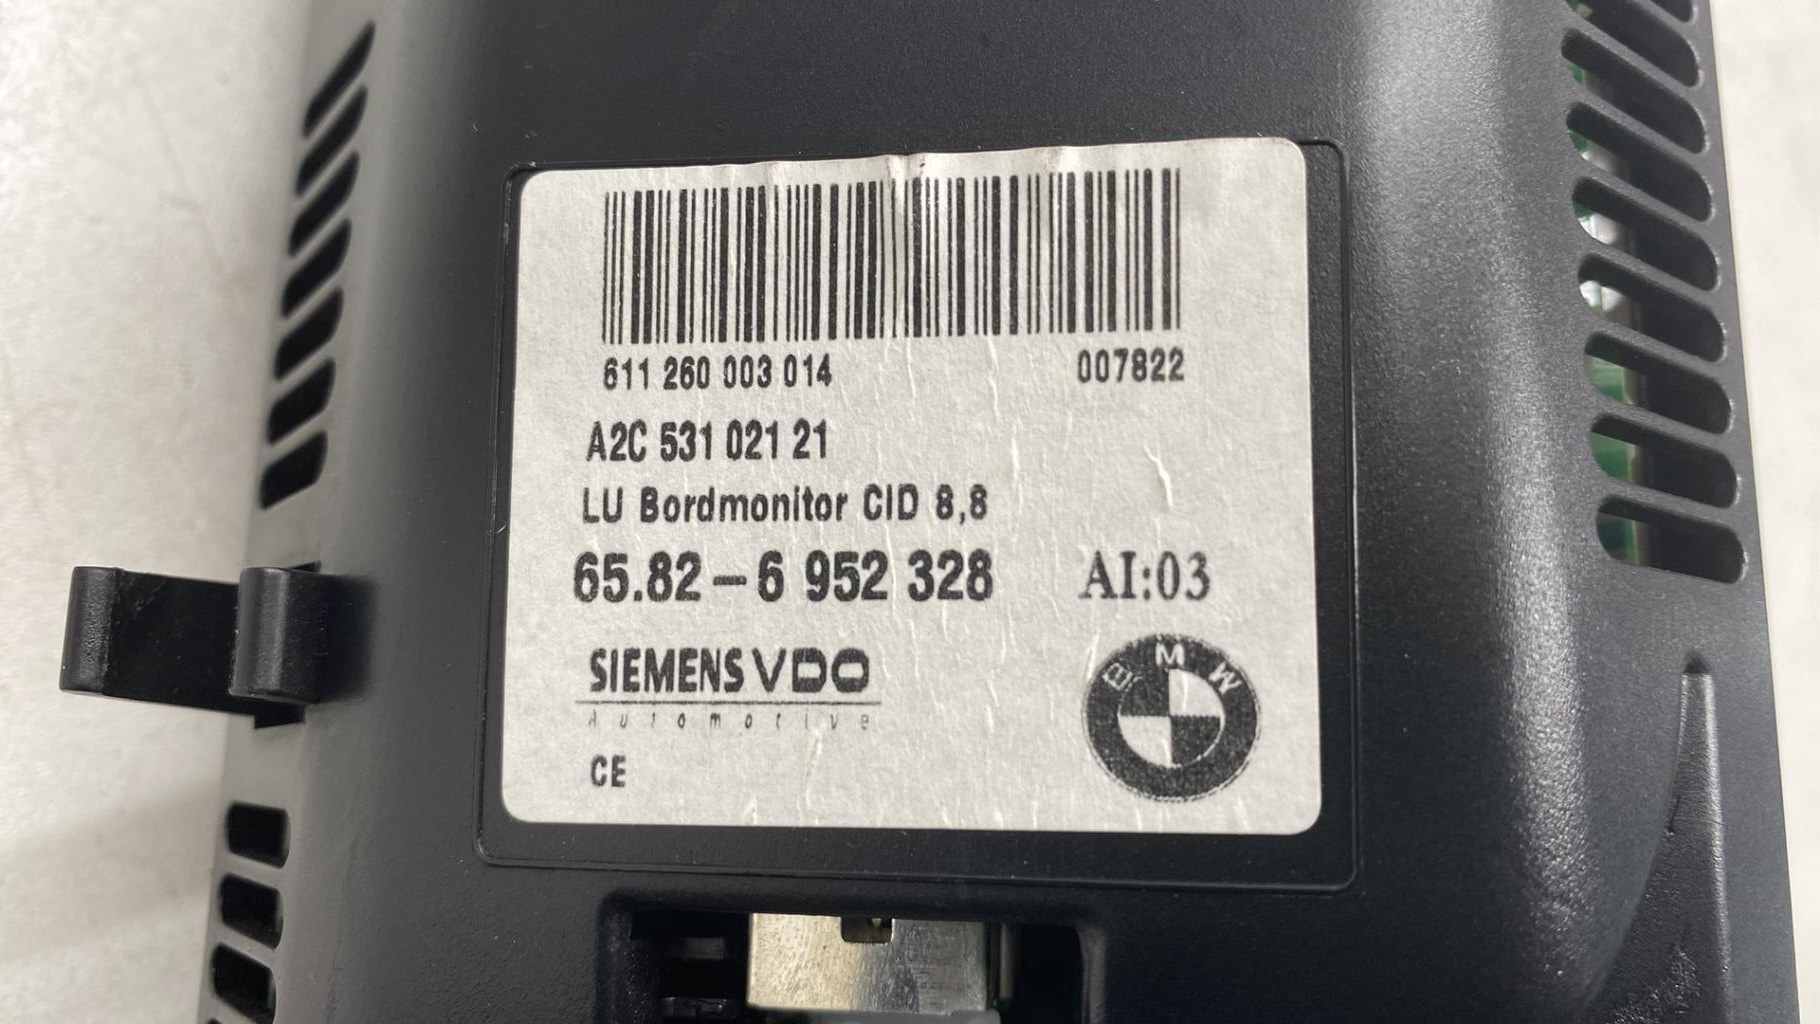 611 260 003 014 007822
A2C 531 021 21
LU Bordmonitor CID 8,8
65.82-6 952 328 AI:03
SIEMENS VDO
Automotive
BMW
CE